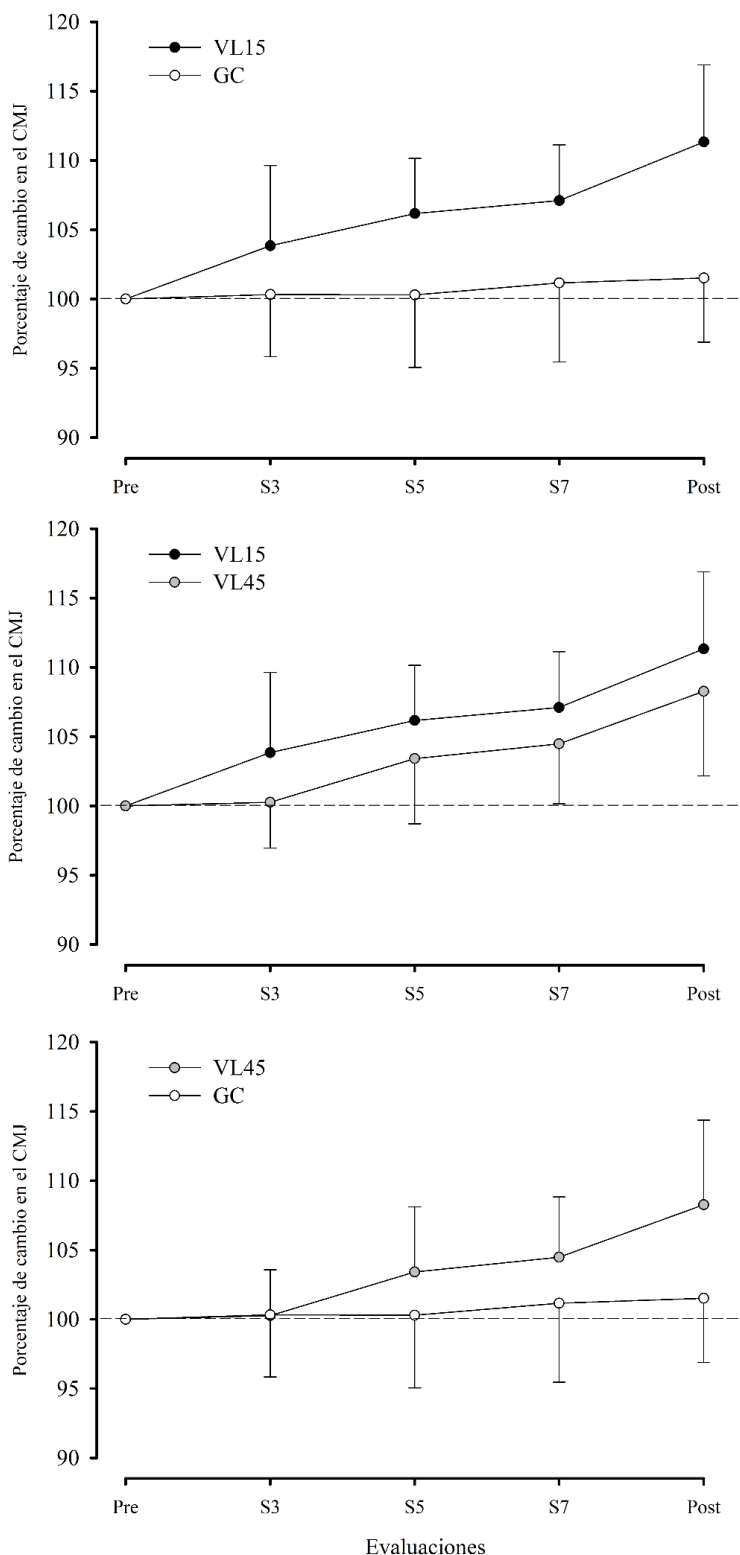 120
VL15
GC
115
110
105
100
95
90
Porcentaje de cambio en el CMJ
Pre S3 S5 S7 Post
120
VL15
VL45
115
110
105
100
95
90
Porcentaje de cambio en el CMJ
Pre S3 S5 S7 Post
120
VL45
GC
115
110
105
100
95
90
Porcentaje de cambio en el CMJ
Pre S3 S5 S7 Post
Evaluaciones